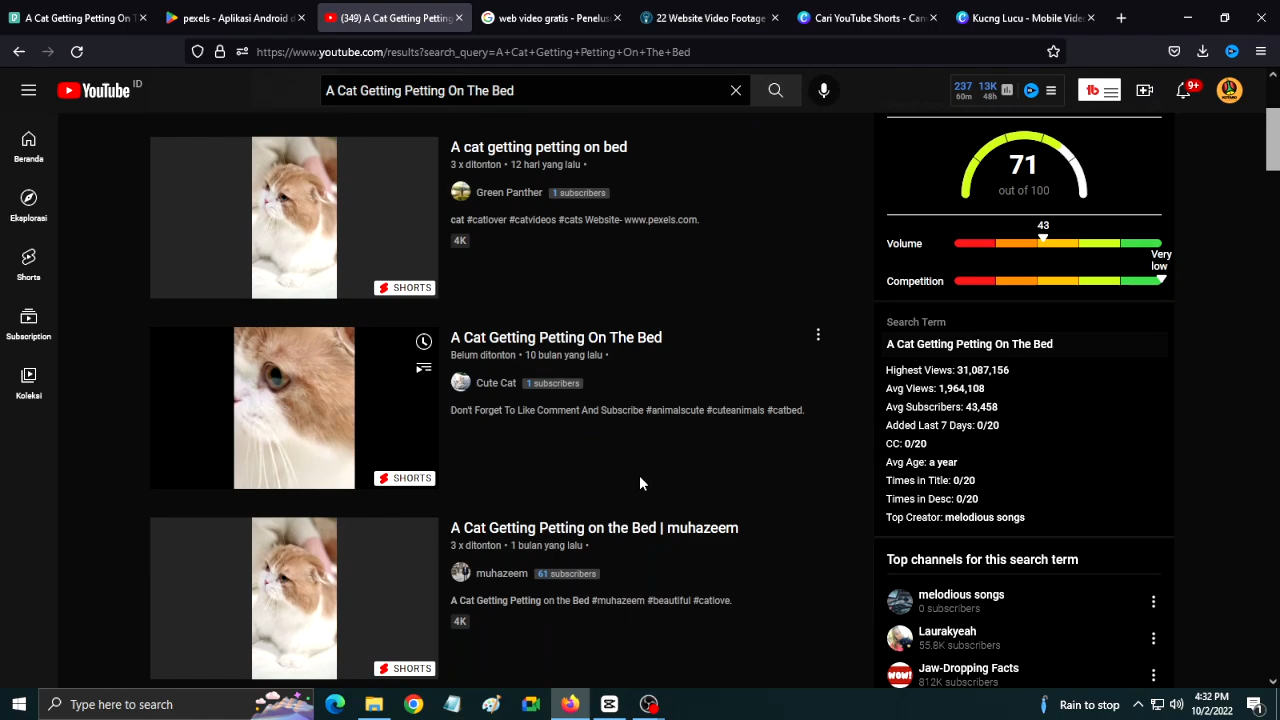 A Cat Getting Petting On T
pexels - Aplikasi Android d
(349) A Cat Getting Petting
web video gratis - Penelus
22 Website Video Footage
Cari YouTube Shorts - Can
Kucng Lucu - Mobile Vide
https://www.youtube.com/results?search_query=A+Cat+Getting+Petting+On+The+Bed
YouTube ID
A Cat Getting Petting On The Bed
237 13K
60m 48h
9+
Beranda
Eksplorasi
Shorts
Subscription
Koleksi
A cat getting petting on bed
3 x ditonton • 12 hari yang lalu •
Green Panther 1 subscribers
cat #catlover #catvideos #cats Website- www.pexels.com.
4K
SHORTS
A Cat Getting Petting On The Bed
Belum ditonton • 10 bulan yang lalu •
Cute Cat 1 subscribers
Don't Forget To Like Comment And Subscribe #animalscute #cuteanimals #catbed.
SHORTS
A Cat Getting Petting on the Bed | muhazeem
3 x ditonton • 1 bulan yang lalu •
muhazeem 61 subscribers
A Cat Getting Petting on the Bed #muhazeem #beautiful #catlove.
4K
SHORTS
71
out of 100
43
Volume
Very
low
Competition
Search Term
A Cat Getting Petting On The Bed
Highest Views: 31,087,156
Avg Views: 1,964,108
Avg Subscribers: 43,458
Added Last 7 Days: 0/20
CC: 0/20
Avg Age: a year
Times in Title: 0/20
Times in Desc: 0/20
Top Creator: melodious songs
Top channels for this search term
melodious songs
0 subscribers
Laurakyeah
55.8K subscribers
WOW!
Jaw-Dropping Facts
812K subscribers
Type here to search
Rain to stop
4:32 PM
10/2/2022